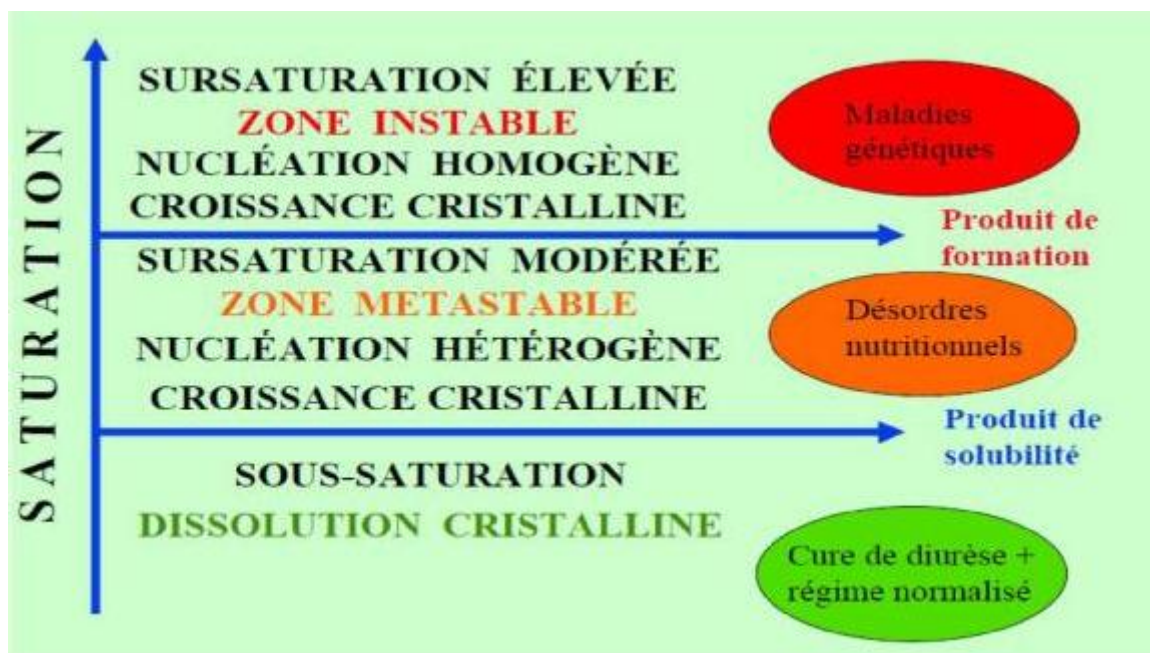 SATURATION
SURSATURATION ÉLEVÉE
ZONE INSTABLE
NUCLÉATION HOMOGÈNE
CROISSANCE CRISTALLINE
Maladies
génétiques
Produit de
formation
SURSATURATION MODÉRÉE
ZONE METASTABLE
NUCLÉATION HÉTÉROGÈNE
CROISSANCE CRISTALLINE
Désordres
nutritionnels
Produit de
solubilité
SOUS-SATURATION
DISSOLUTION CRISTALLINE
Cure de diurèse +
régime normalisé